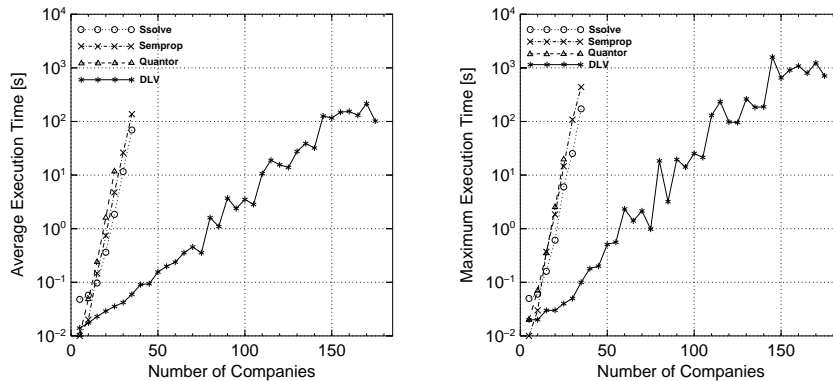 10^4
10^3
10^2
10^1
10^0
10^-1
10^-2
Average Execution Time [s]
Ssolve
Semprop
Quantor
DLV
0 50 100 150
Number of Companies
10^4
10^3
10^2
10^1
10^0
10^-1
10^-2
Maximum Execution Time [s]
Ssolve
Semprop
Quantor
DLV
0 50 100 150
Number of Companies